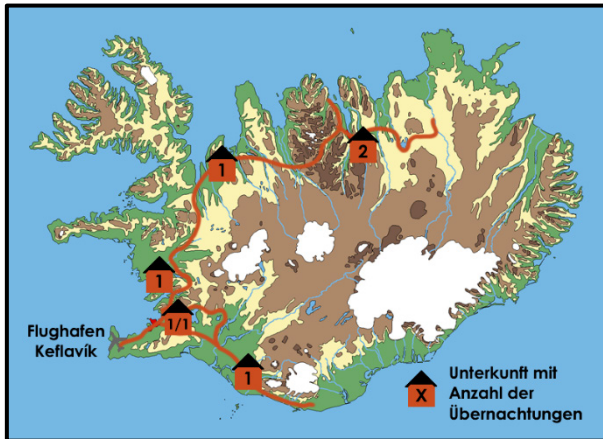 1
2
1
1/1
Flughafen
Keflavík
1
X
Unterkunft mit
Anzahl der
Übernachtungen